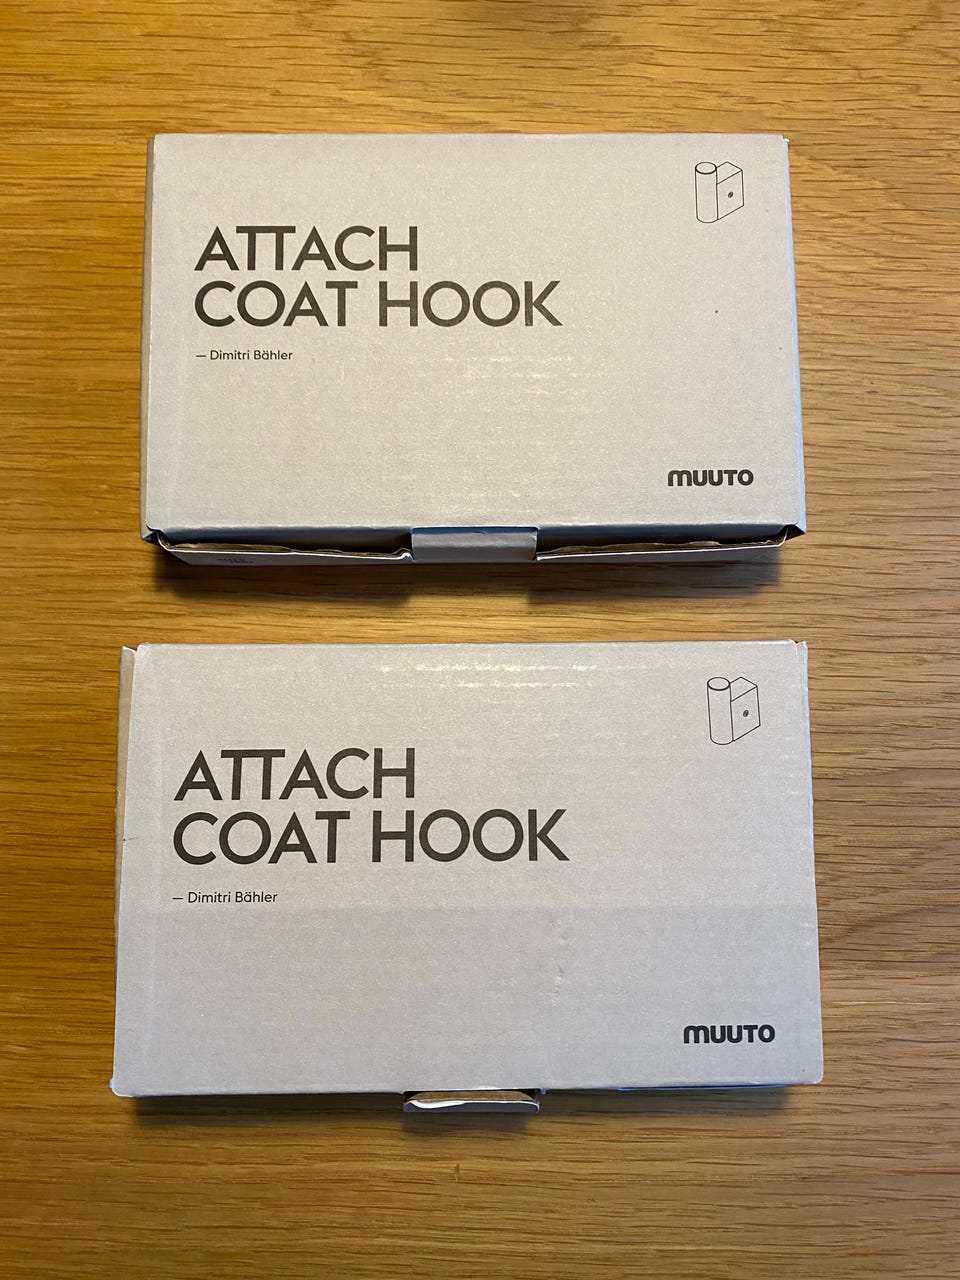 ATTACH
COAT HOOK
— Dimitri Bähler
MUUTO
ATTACH
COAT HOOK
— Dimitri Bähler
MUUTO